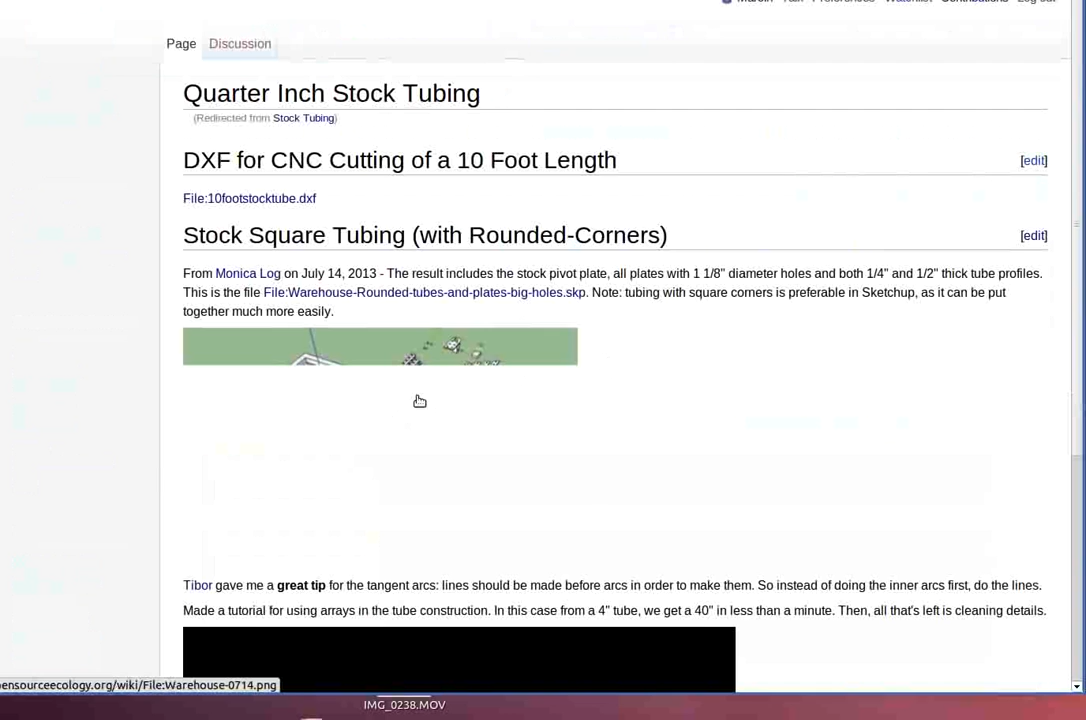 Page Discussion
Quarter Inch Stock Tubing
(Redirected from Stock Tubing)
DXF for CNC Cutting of a 10 Foot Length [edit]
File:10footstocktube.dxf
Stock Square Tubing (with Rounded-Corners) [edit]
From Monica Log on July 14, 2013 - The result includes the stock pivot plate, all plates with 1 1/8" diameter holes and both 1/4" and 1/2" thick tube profiles.
This is the file File:Warehouse-Rounded-tubes-and-plates-big-holes.skp. Note: tubing with square corners is preferable in Sketchup, as it can be put
together much more easily.
Tibor gave me a great tip for the tangent arcs: lines should be made before arcs in order to make them. So instead of doing the inner arcs first, do the lines.
Made a tutorial for using arrays in the tube construction. In this case from a 4" tube, we get a 40" in less than a minute. Then, all that's left is cleaning details.
ensourceecology.org/wiki/File:Warehouse-0714.png
IMG_0238.MOV